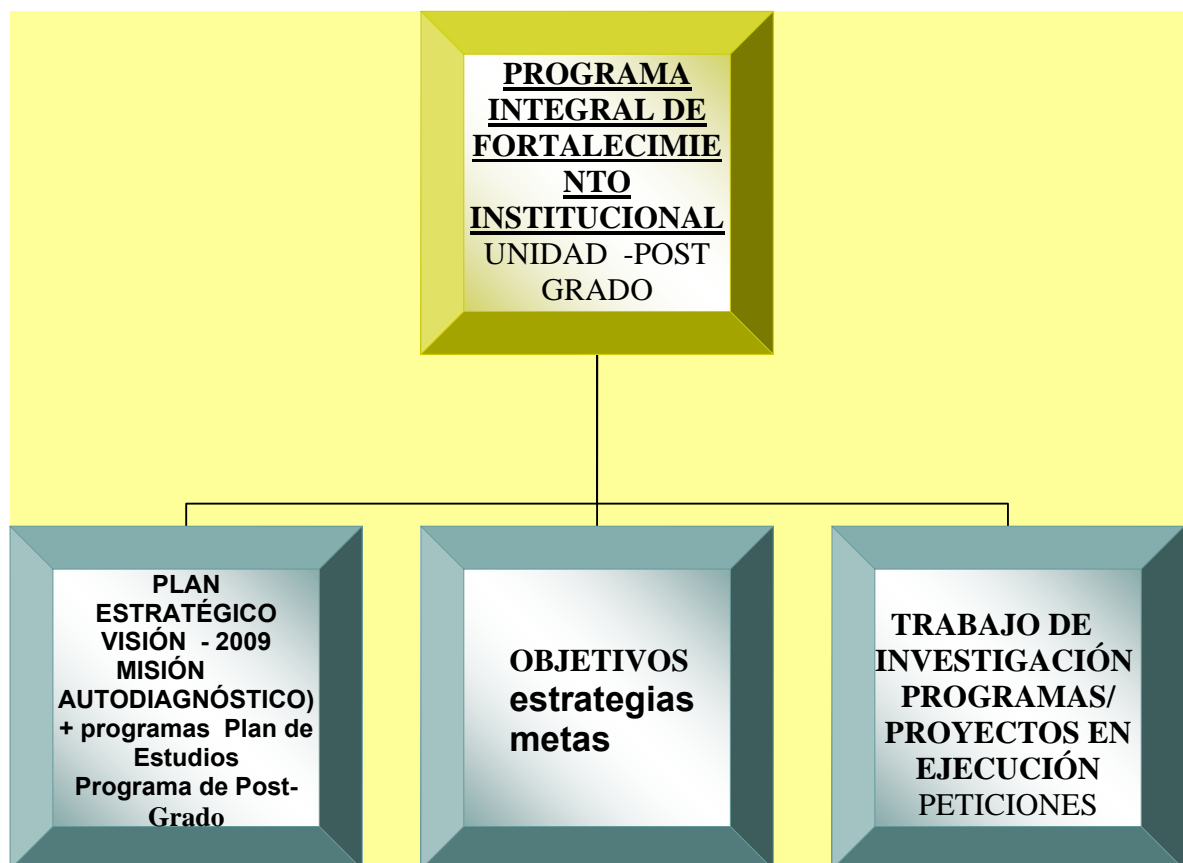 PROGRAMA
INTEGRAL DE
FORTALECIMIE
NTO
INSTITUCIONAL
UNIDAD -POST
GRADO
PLAN
ESTRATÉGICO
VISIÓN - 2009
MISIÓN
AUTODIAGNÓSTICO)
+ programas Plan de
Estudios
Programa de Post-
Grado
OBJETIVOS
estrategias
metas
TRABAJO DE
INVESTIGACIÓN
PROGRAMAS/
PROYECTOS EN
EJECUCIÓN
PETICIONES